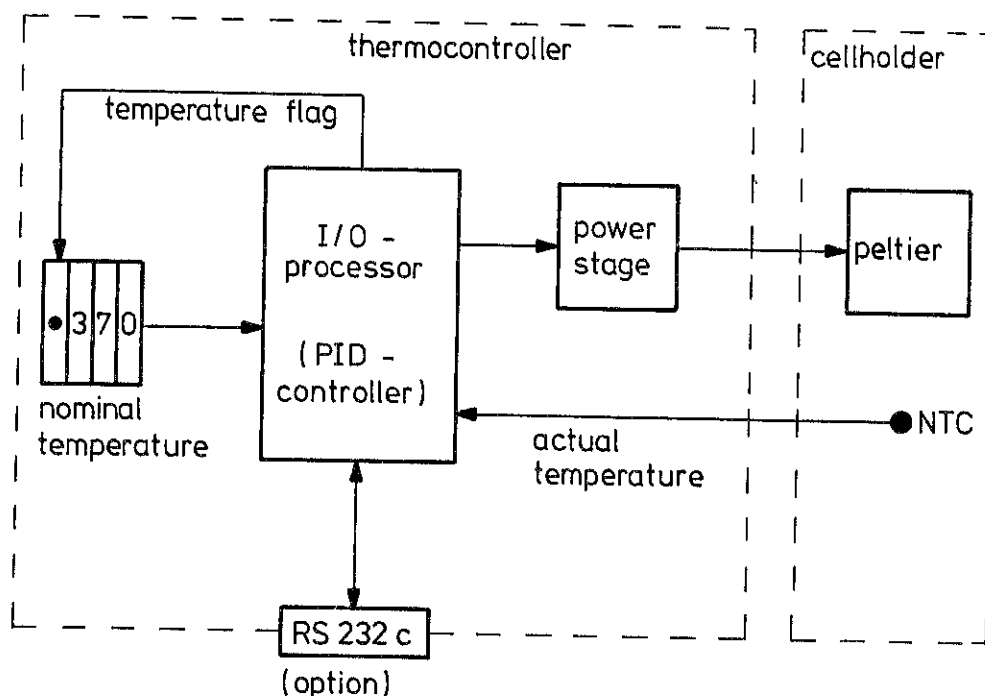 thermocontroller
cellholder
temperature flag
I/O -
processor
(PID -
controller)
power
stage
peltier
370
nominal
temperature
actual
temperature
NTC
RS 232 c
(option)